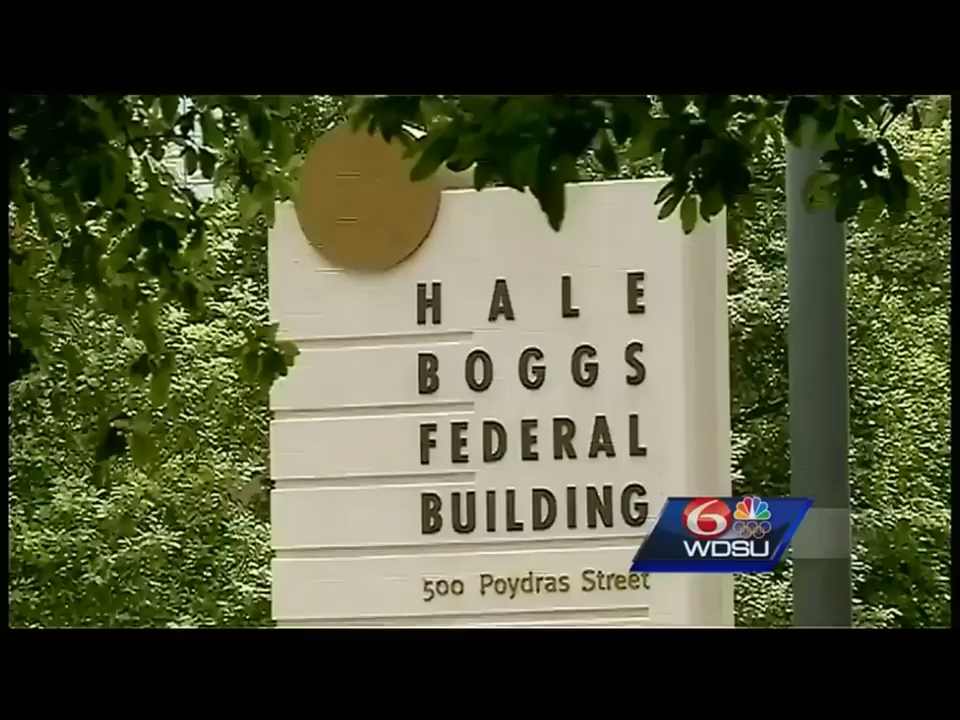 HALE
BOGGS
FEDERAL
BUILDING
500 Poydras Street
6
WDSU